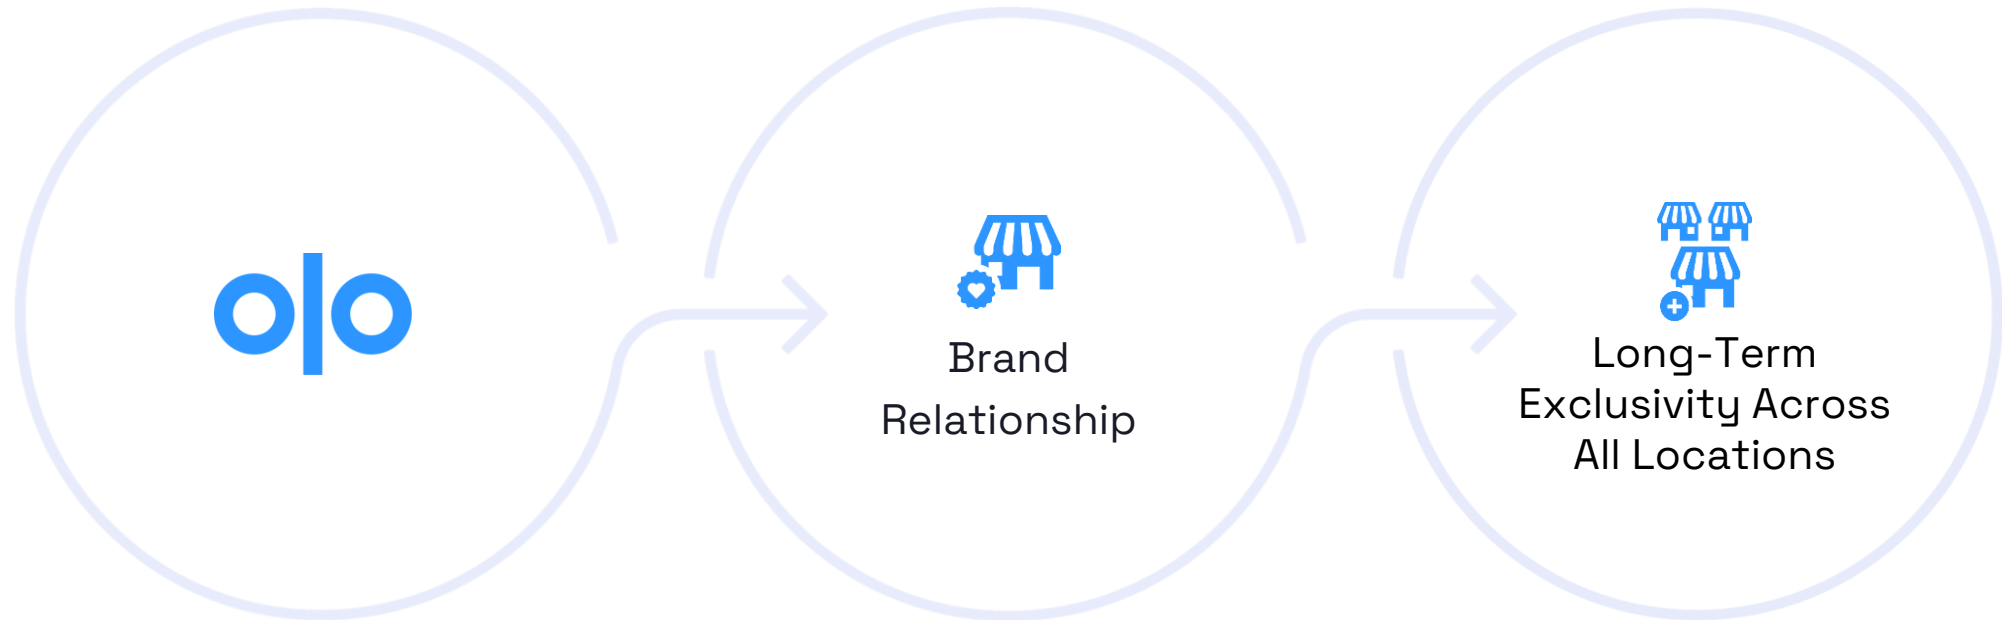 olo
Brand
Relationship
Long-Term
Exclusivity Across
All Locations